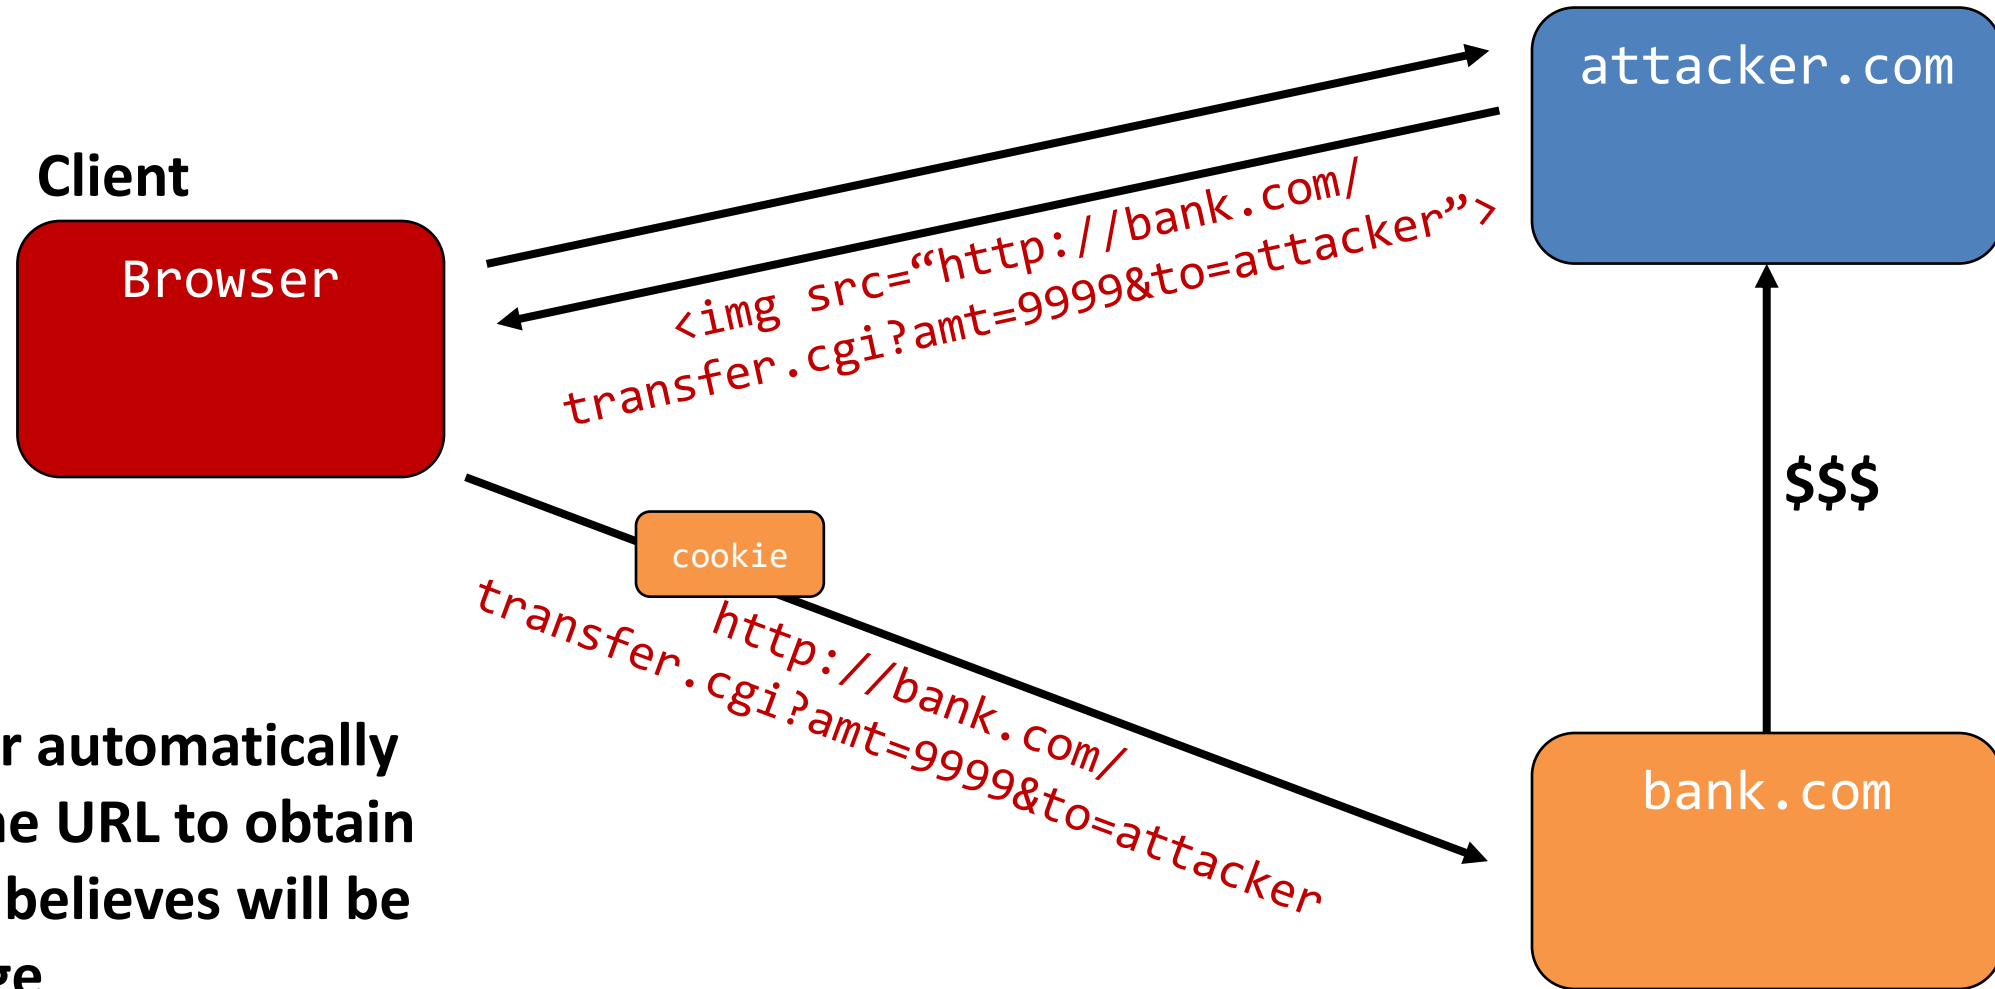 attacker.com
Client
Browser
<img src=“http://bank.com/
transfer.cgi?amt=9999&to=attacker”>
$$$
cookie
http://bank.com/
transfer.cgi?amt=9999&to=attacker
bank.com
automatically
URL to obtain
believes will be